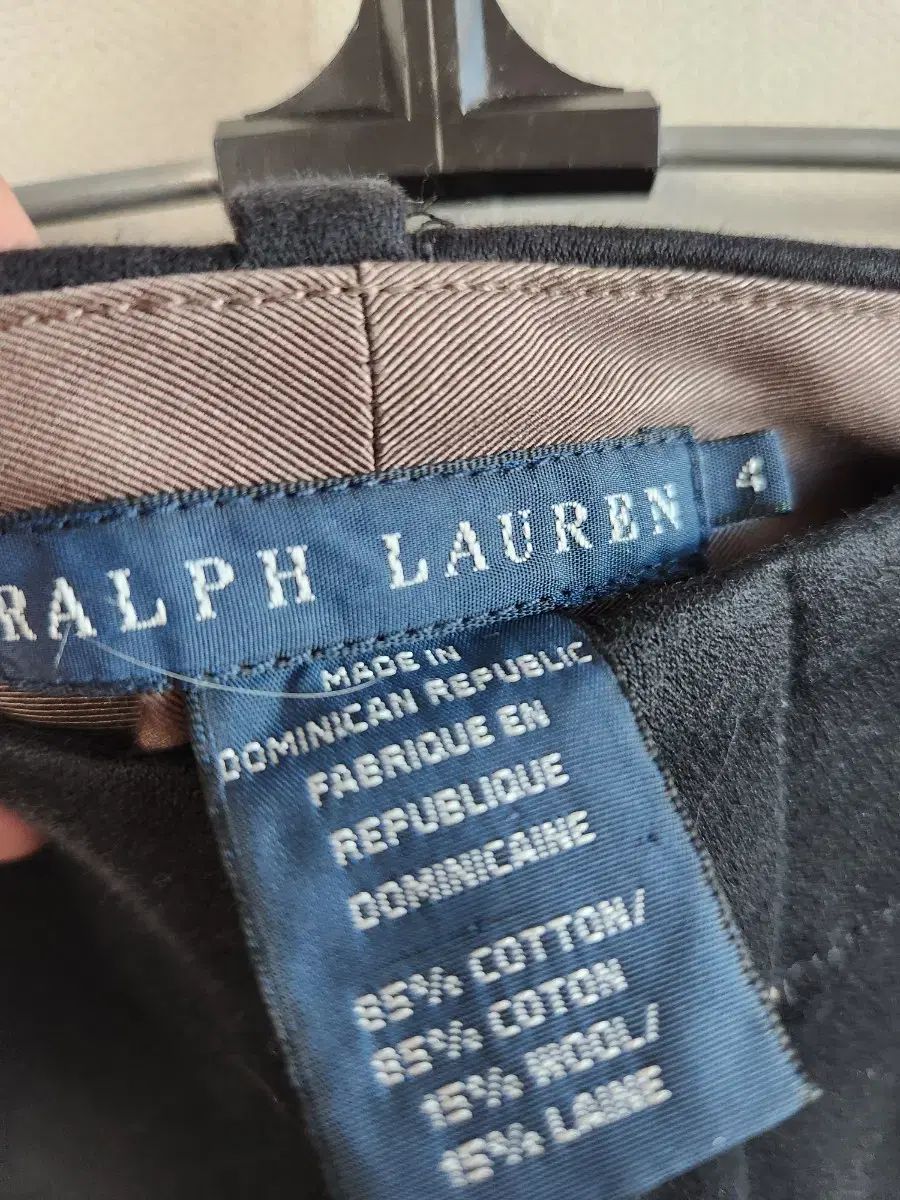 RALPH LAUREN
4
MADE IN
DOMINICAN REPUBLIC
FABRIQUE EN
REPUBLIQUE
DOMINICAINE
85% COTTON/
85% COTON
15% WOOL/
15% LAINE